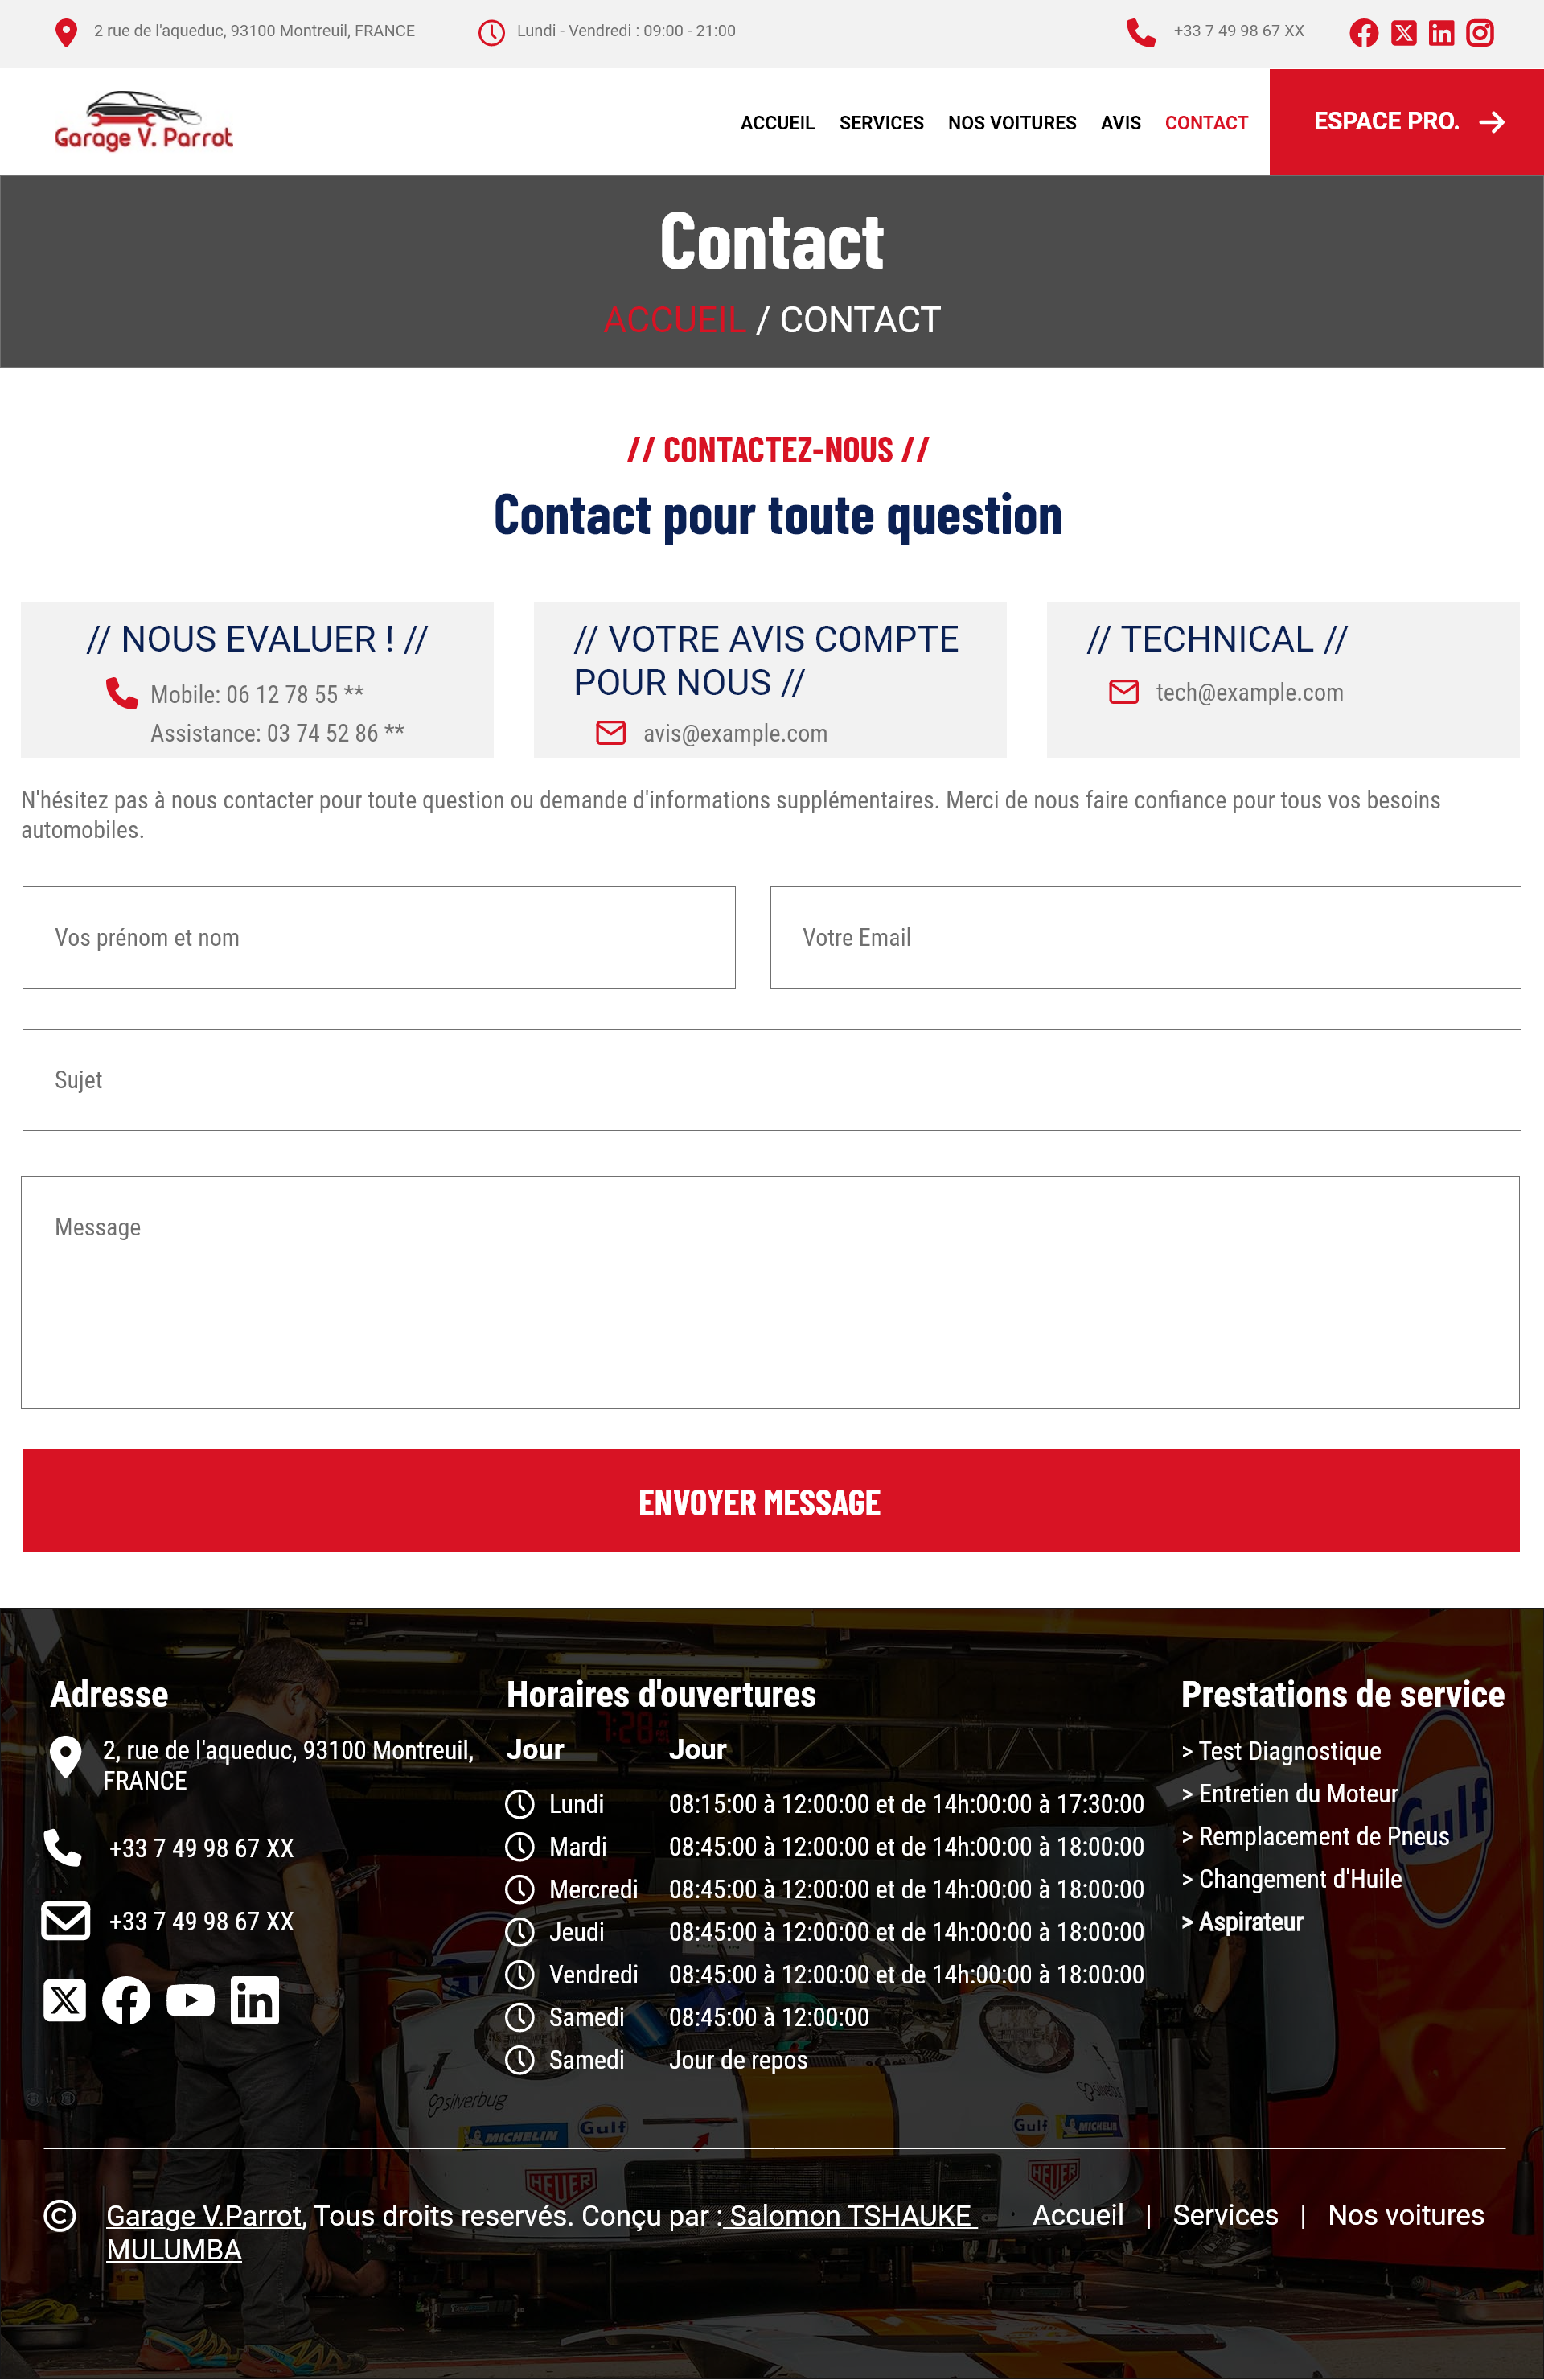 2 rue de l'aqueduc, 93100 Montreuil, FRANCE
Lundi - Vendredi : 09:00 - 21:00
+33 7 49 98 67 XX
Garage V. Parrot
ACCUEIL SERVICES NOS VOITURES AVIS CONTACT
ESPACE PRO.
Contact
ACCUEIL / CONTACT
// CONTACTEZ-NOUS //
Contact pour toute question
// NOUS EVALUER ! //
Mobile: 06 12 78 55 **
Assistance: 03 74 52 86 **
// VOTRE AVIS COMPTE
POUR NOUS //
avis@example.com
// TECHNICAL //
tech@example.com
N'hésitez pas à nous contacter pour toute question ou demande d'informations supplémentaires. Merci de nous faire confiance pour tous vos besoins
automobiles.
Vos prénom et nom
Votre Email
Sujet
Message
ENVOYER MESSAGE
Adresse
2, rue de l'aqueduc, 93100 Montreuil,
FRANCE
+33 7 49 98 67 XX
+33 7 49 98 67 XX
Horaires d'ouvertures
7:28
Jour Jour
Lundi 08:15:00 à 12:00:00 et de 14h:00:00 à 17:30:00
Mardi 08:45:00 à 12:00:00 et de 14h:00:00 à 18:00:00
Mercredi 08:45:00 à 12:00:00 et de 14h:00:00 à 18:00:00
Jeudi 08:45:00 à 12:00:00 et de 14h:00:00 à 18:00:00
Vendredi 08:45:00 à 12:00:00 et de 14h:00:00 à 18:00:00
Samedi 08:45:00 à 12:00:00
Samedi Jour de repos
Prestations de service
> Test Diagnostique
> Entretien du Moteur
> Remplacement de Pneus
> Changement d'Huile
> Aspirateur
Gulf
PORSCHE
silverbug
silverbug
MICHELIN
Gulf
Gulf
MICHELIN
HEUER
HEUER
Garage V.Parrot, Tous droits reservés. Conçu par : Salomon TSHAUKE
MULUMBA
Accueil | Services | Nos voitures